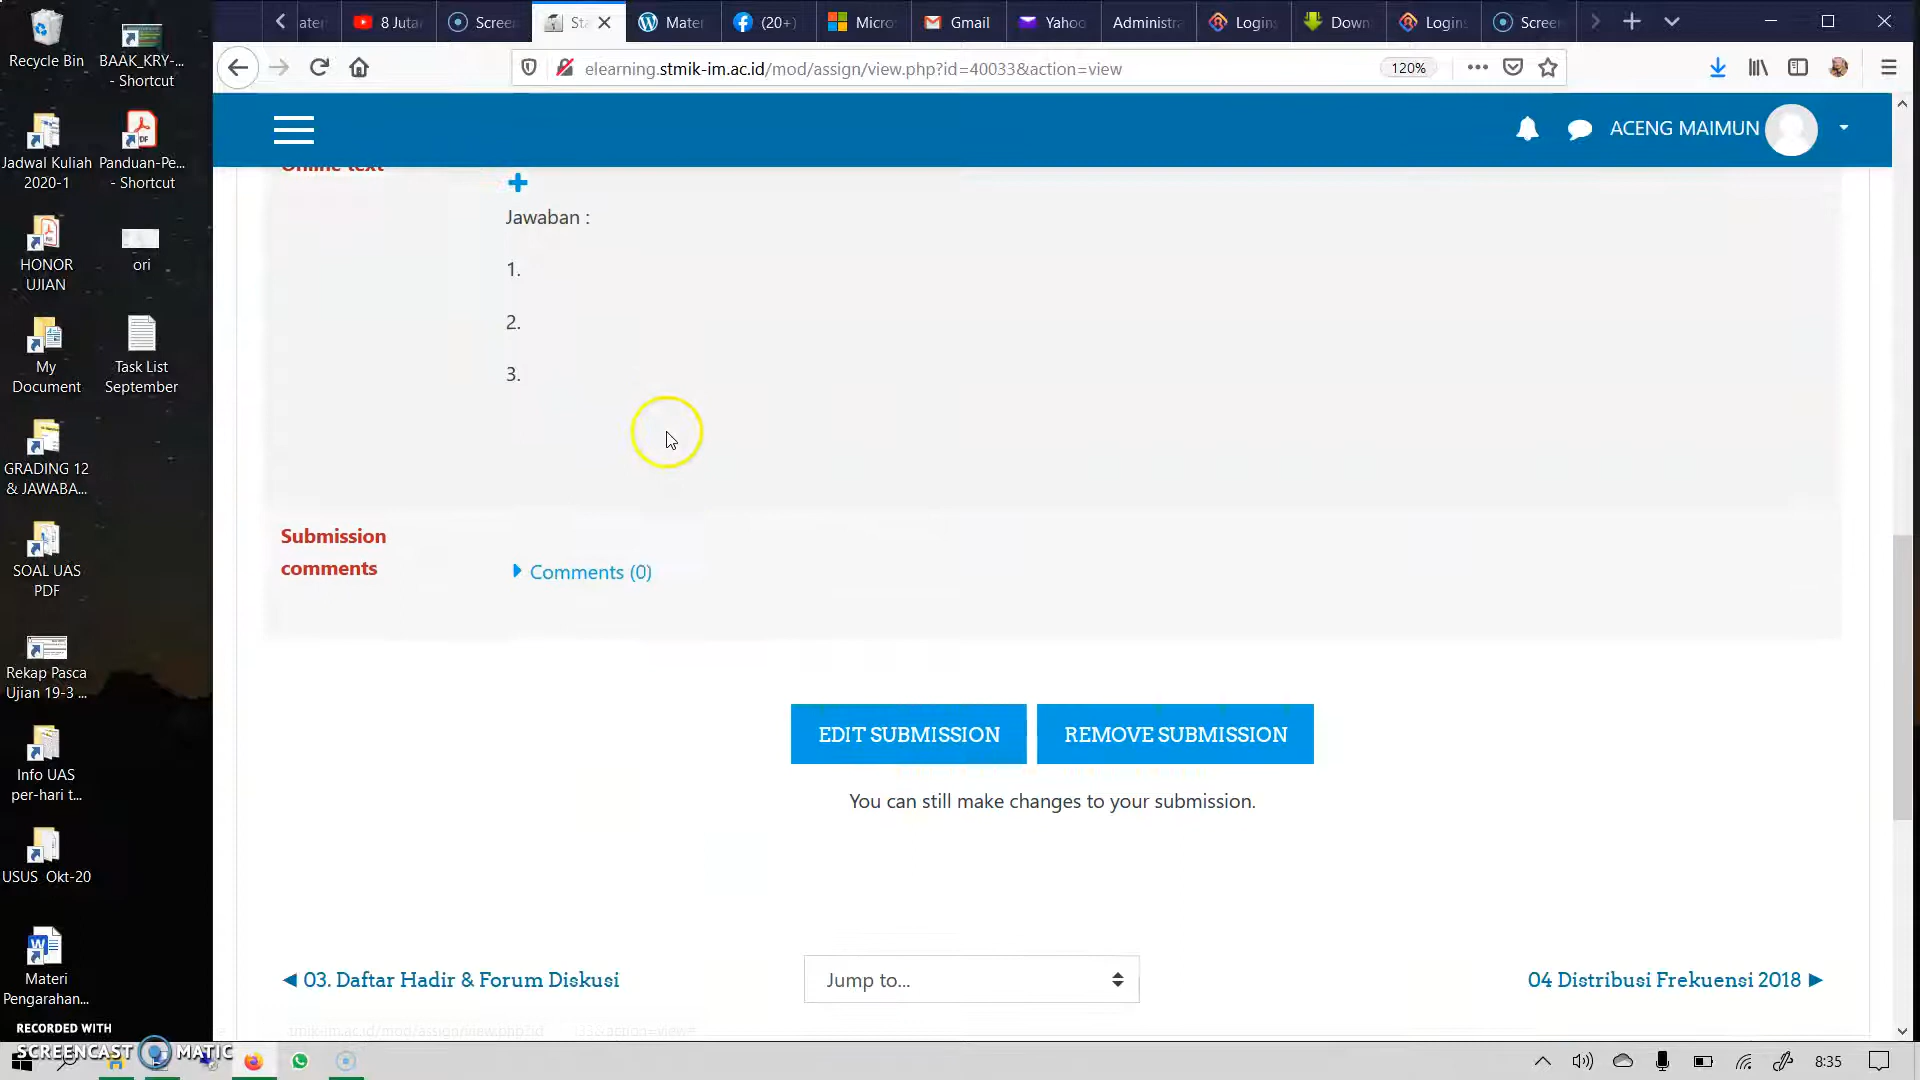 Recycle Bin
BAAK_KRY-...
- Shortcut
Jadwal Kuliah
2020-1
Panduan-Pe...
- Shortcut
HONOR
UJIAN
ori
My
Document
Task List
September
GRADING 12
& JAWABA...
SOAL UAS
PDF
Rekap Pasca
Ujian 19-3 ...
Info UAS
per-hari t...
USUS Okt-20
Materi
Pengarahan...
RECORDED WITH
SCREENCAST MATIC
8 Juta
Scree
Sta
Mate
(20+)
Micro
Gmail
Yahoo
Administra
Login
Down
Login
Scree
elearning.stmik-im.ac.id/mod/assign/view.php?id=40033&action=view
120%
ACENG MAIMUN
Online text
Jawaban :
1.
2.
3.
Submission
comments
Comments (0)
EDIT SUBMISSION
REMOVE SUBMISSION
You can still make changes to your submission.
◄ 03. Daftar Hadir & Forum Diskusi
Jump to...
04 Distribusi Frekuensi 2018 ►
8:35